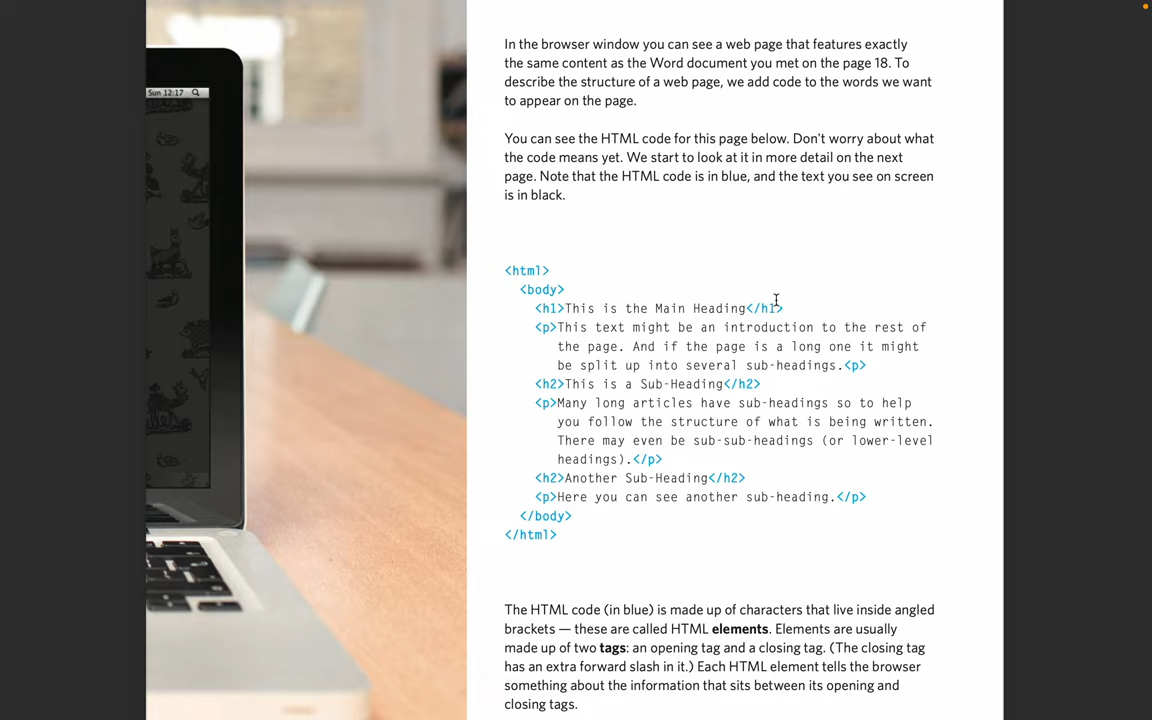 Sun 12:17
In the browser window you can see a web page that features exactly
the same content as the Word document you met on the page 18. To
describe the structure of a web page, we add code to the words we want
to appear on the page.
You can see the HTML code for this page below. Don't worry about what
the code means yet. We start to look at it in more detail on the next
page. Note that the HTML code is in blue, and the text you see on screen
is in black.
<html>
<body>
<h1>This is the Main Heading</h1>
<p>This text might be an introduction to the rest of
the page. And if the page is a long one it might
be split up into several sub-headings.<p>
<h2>This is a Sub-Heading</h2>
<p>Many long articles have sub-headings so to help
you follow the structure of what is being written.
There may even be sub-sub-headings (or lower-level
headings).</p>
<h2>Another Sub-Heading</h2>
<p>Here you can see another sub-heading.</p>
</body>
</html>
The HTML code (in blue) is made up of characters that live inside angled
brackets — these are called HTML elements. Elements are usually
made up of two tags: an opening tag and a closing tag. (The closing tag
has an extra forward slash in it.) Each HTML element tells the browser
something about the information that sits between its opening and
closing tags.